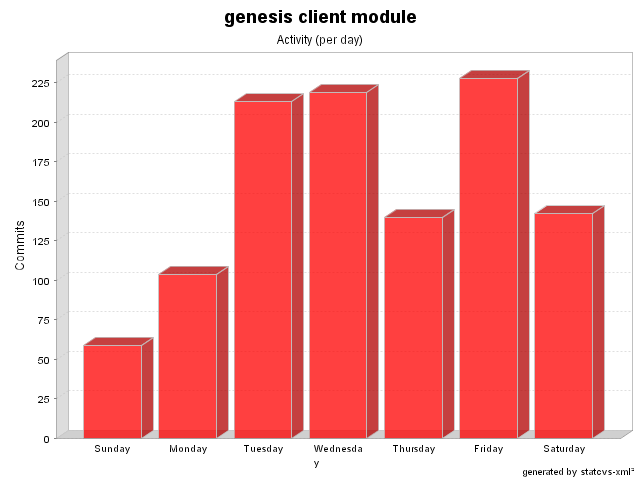 genesis client module
Activity (per day)
Commits
225
200
175
150
125
100
75
50
25
0
Sunday
Monday
Tuesday
Wednesda
y
Thursday
Friday
Saturday
generated by statcvs-xml²